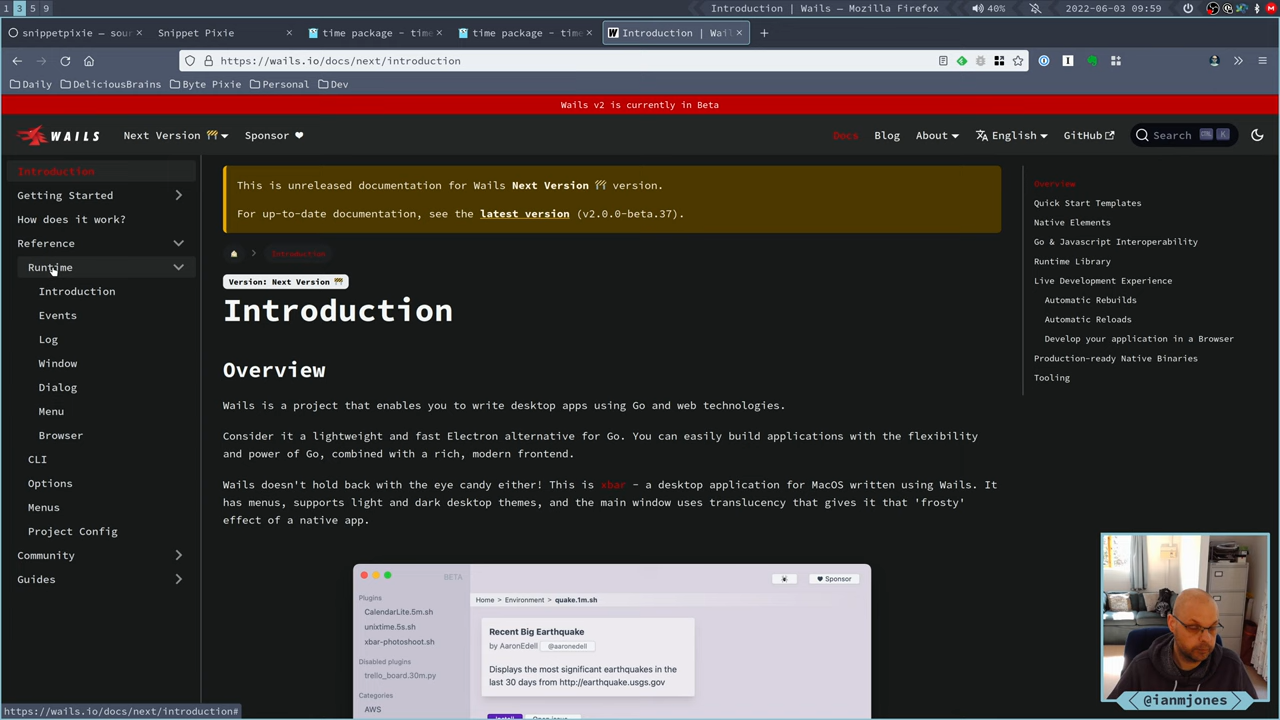 1 3 5 9
Introduction | Wails — Mozilla Firefox
40%
2022-06-03 09:59
snippetpixie — sour
Snippet Pixie
time package - time
time package - time
Introduction | Wail
https://wails.io/docs/next/introduction
Daily
DeliciousBrains
Byte Pixie
Personal
Dev
Wails v2 is currently in Beta
WAILS
Next Version 🚧
Sponsor ❤
Docs
Blog
About
English
GitHub
Search
K
Introduction
Getting Started
How does it work?
Reference
Runtime
Introduction
Events
Log
Window
Dialog
Menu
Browser
CLI
Options
Menus
Project Config
Community
Guides
https://wails.io/docs/next/introduction#
This is unreleased documentation for Wails Next Version 🚧 version.
For up-to-date documentation, see the latest version (v2.0.0-beta.37).
Introduction
Version: Next Version 🚧
Introduction
Overview
Wails is a project that enables you to write desktop apps using Go and web technologies.
Consider it a lightweight and fast Electron alternative for Go. You can easily build applications with the flexibility
and power of Go, combined with a rich, modern frontend.
Wails doesn't hold back with the eye candy either! This is xbar - a desktop application for MacOS written using Wails. It
has menus, supports light and dark desktop themes, and the main window uses translucency that gives it that 'frosty'
effect of a native app.
BETA
Plugins
CalendarLite.5m.sh
unixtime.5s.sh
xbar-photoshoot.sh
Disabled plugins
trello_board.30m.py
Categories
AWS
Sponsor
Home > Environment > quake.1m.sh
Recent Big Earthquake
by AaronEdell @aaronedell
Displays the most significant earthquakes in the
last 30 days from http://earthquake.usgs.gov
Install
Open issue
Overview
Quick Start Templates
Native Elements
Go & Javascript Interoperability
Runtime Library
Live Development Experience
Automatic Rebuilds
Automatic Reloads
Develop your application in a Browser
Production-ready Native Binaries
Tooling
@ianmjones